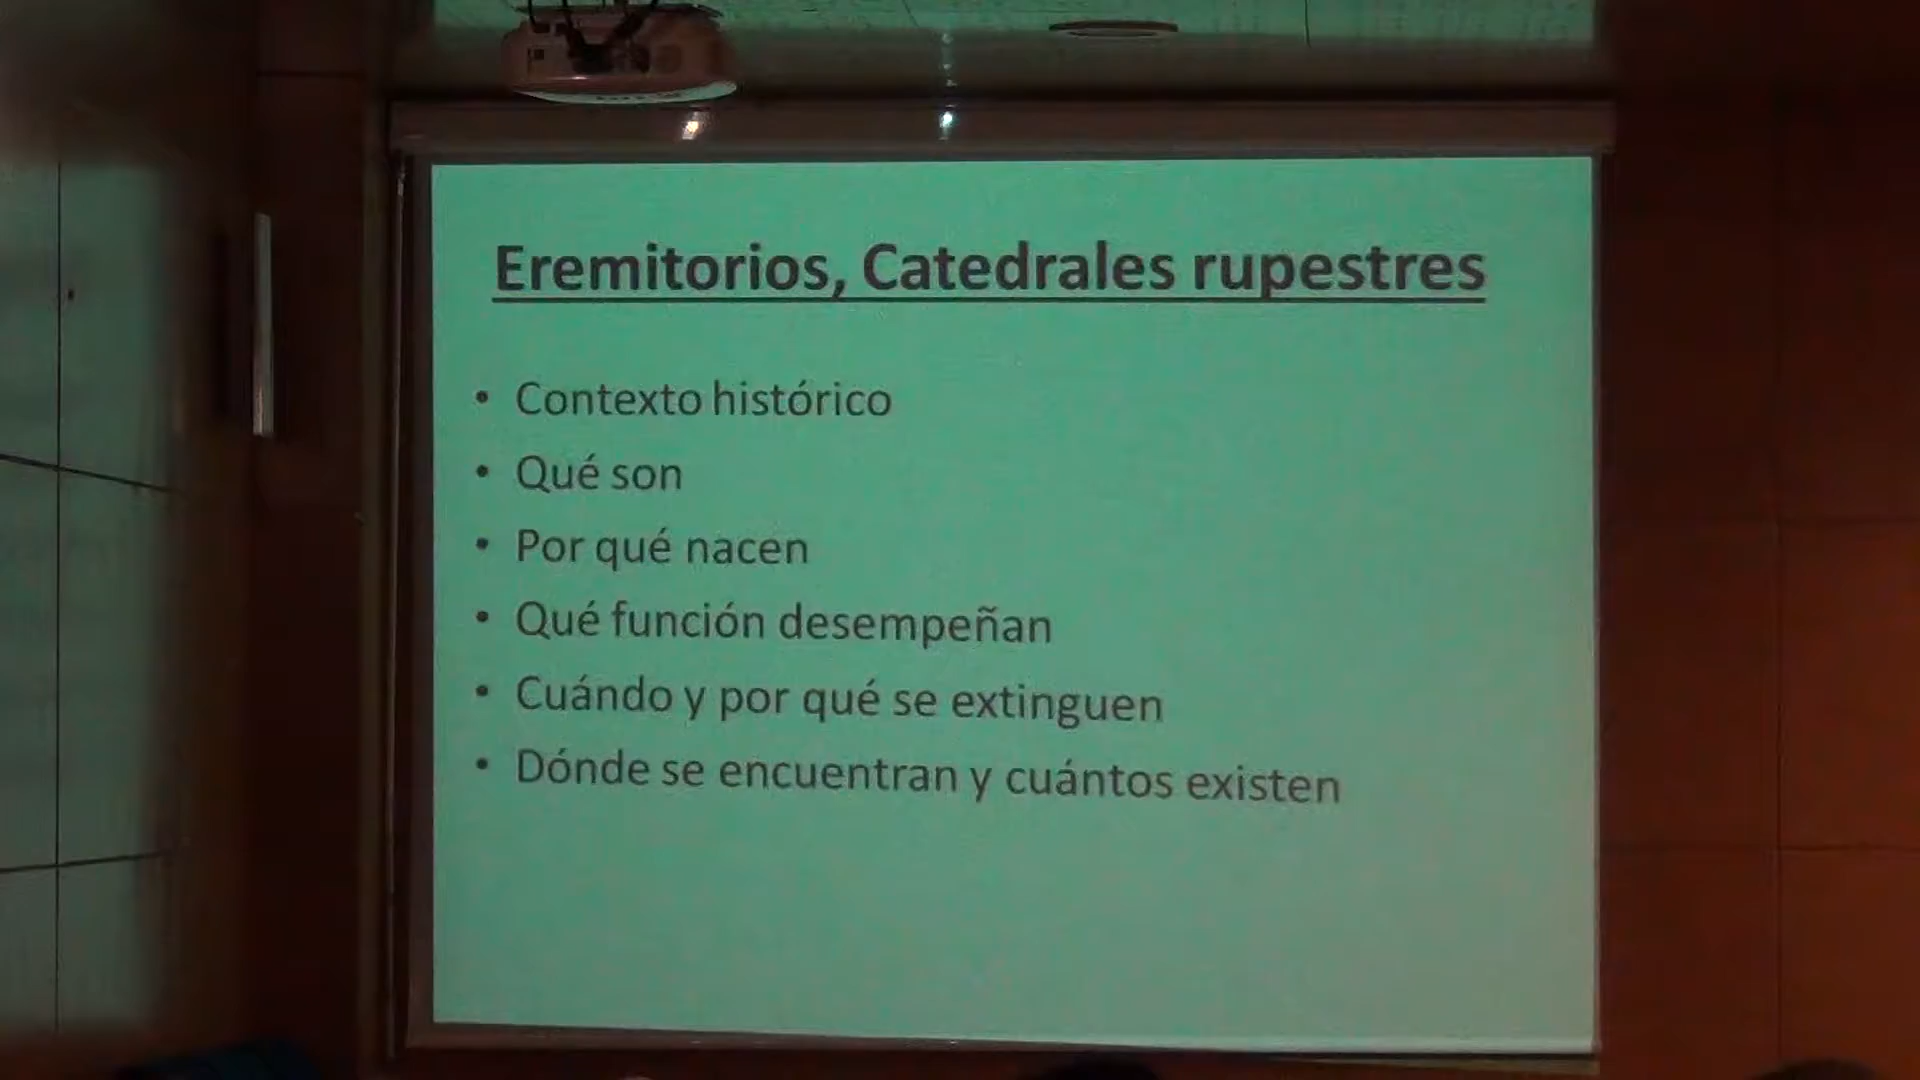 Eremitorios, Catedrales rupestres
• Contexto histórico
• Qué son
• Por qué nacen
• Qué función desempeñan
• Cuándo y por qué se extinguen
• Dónde se encuentran y cuántos existen